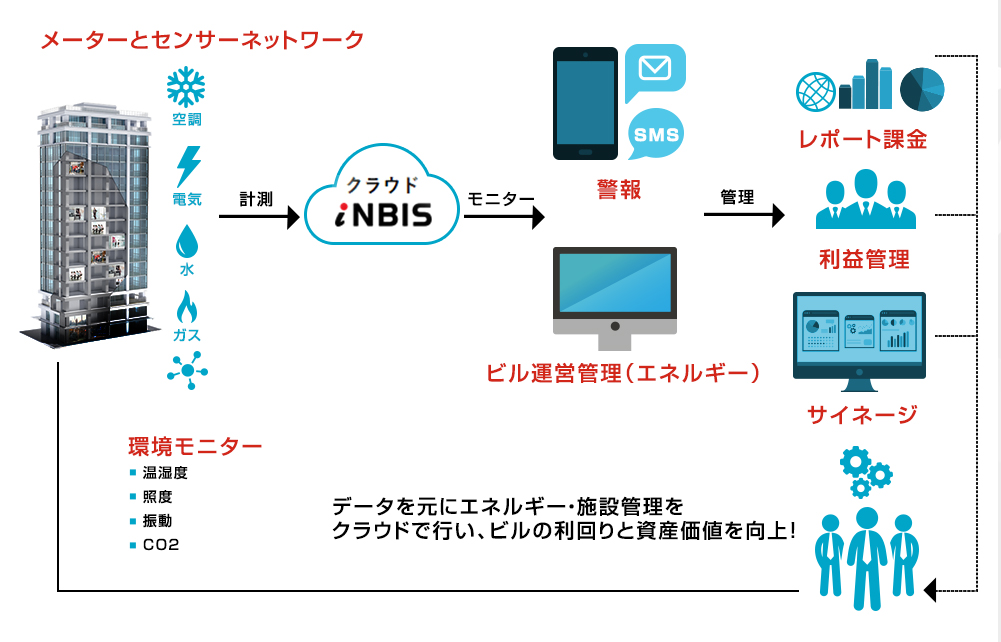 メーターとセンサーネットワーク
空調
電気
水
ガス
計測
クラウド
iNBIS
モニター
SMS
警報
ビル運営管理(エネルギー)
管理
レポート課金
利益管理
サイネージ
環境モニター
温湿度
照度
振動
CO2
データを元にエネルギー・施設管理を
クラウドで行い、ビルの利回りと資産価値を向上!